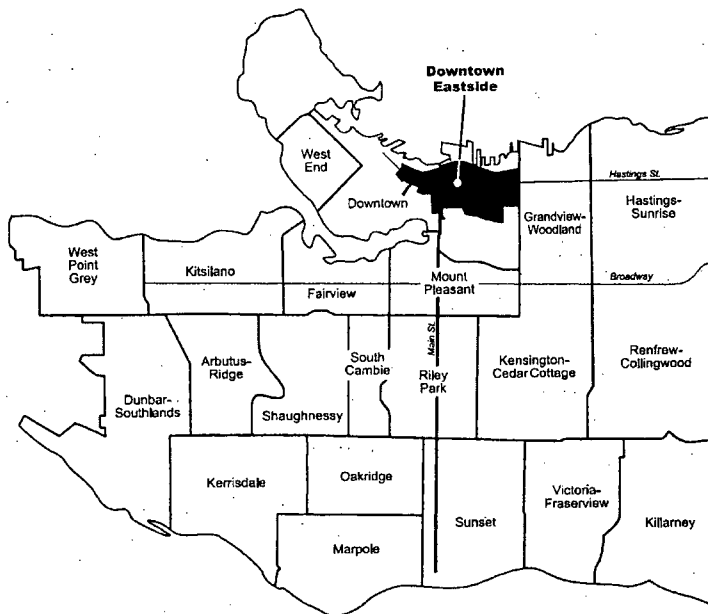 Downtown
Eastside
West
End
Hastings St.
Downtown
Hastings-
Sunrise
Grandview-
Woodland
West
Point
Grey
Kitsilano
Mount
Pleasant
Broadway
Fairview
Main St.
South
Cambie
Arbutus-
Ridge
Riley
Park
Kensington-
Cedar Cottage
Renfrew-
Collingwood
Dunbar-
Southlands
Shaughnessy
Kerrisdale
Oakridge
Victoria-
Fraserview
Sunset
Killarney
Marpole